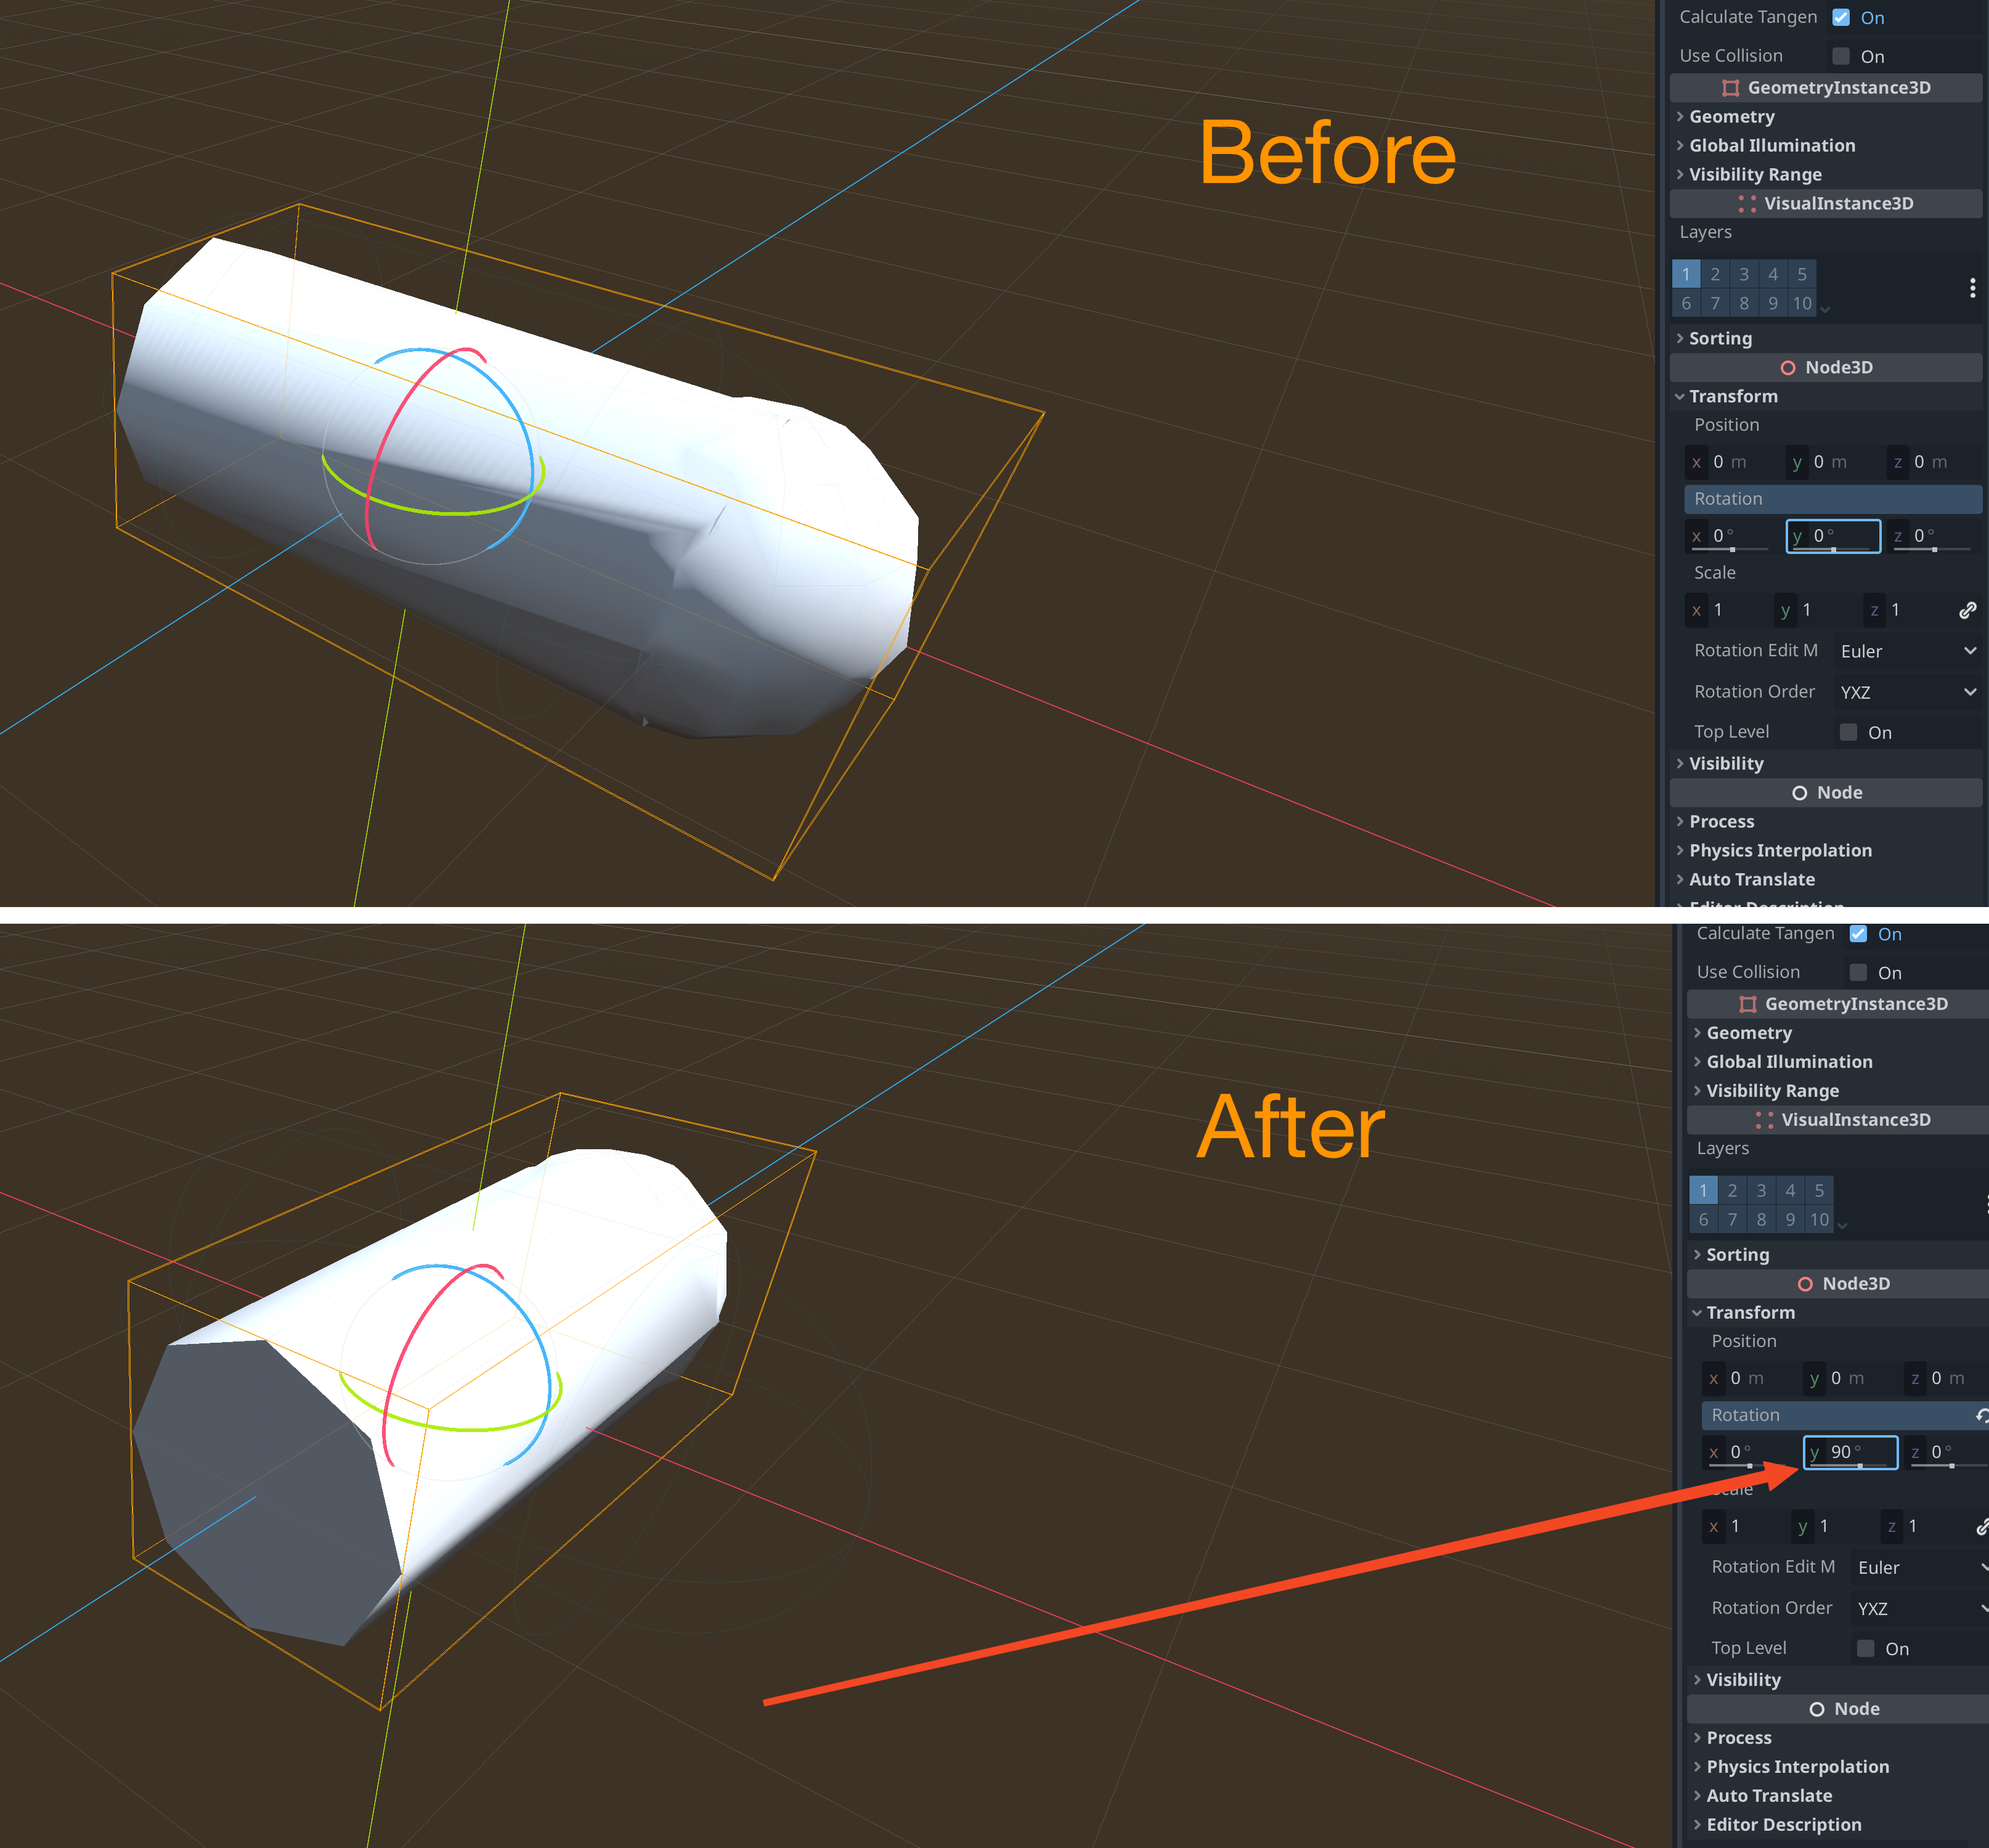 Calculate Tangen On
Use Collision On
GeometryInstance3D
Geometry
Global Illumination
Visibility Range
VisualInstance3D
Layers
1 2 3 4 5
6 7 8 9 10
Sorting
Node3D
Transform
Position
x 0 m y 0 m z 0 m
Rotation
x 0 ° y 0 ° z 0 °
Scale
x 1 y 1 z 1
Rotation Edit M Euler
Rotation Order YXZ
Top Level On
Visibility
Node
Process
Physics Interpolation
Auto Translate
Editor Description
Before
Calculate Tangen On
Use Collision On
GeometryInstance3D
Geometry
Global Illumination
Visibility Range
VisualInstance3D
Layers
1 2 3 4 5
6 7 8 9 10
Sorting
Node3D
Transform
Position
x 0 m y 0 m z 0 m
Rotation
x 0 ° y 90 ° z 0 °
Scale
x 1 y 1 z 1
Rotation Edit M Euler
Rotation Order YXZ
Top Level On
Visibility
Node
Process
Physics Interpolation
Auto Translate
Editor Description
After